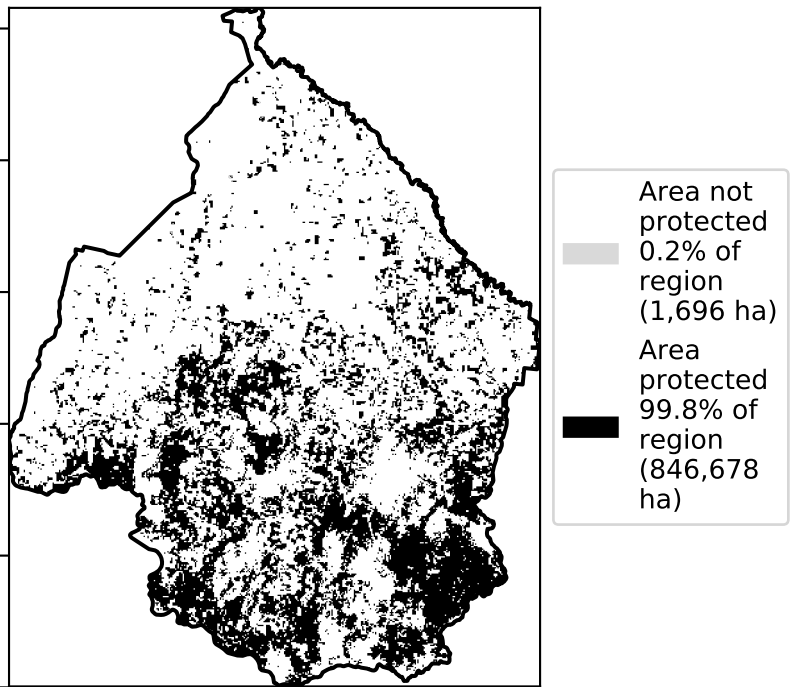 Area not
protected
0.2% of
region
(1,696 ha)
Area
protected
99.8% of
region
(846,678
ha)